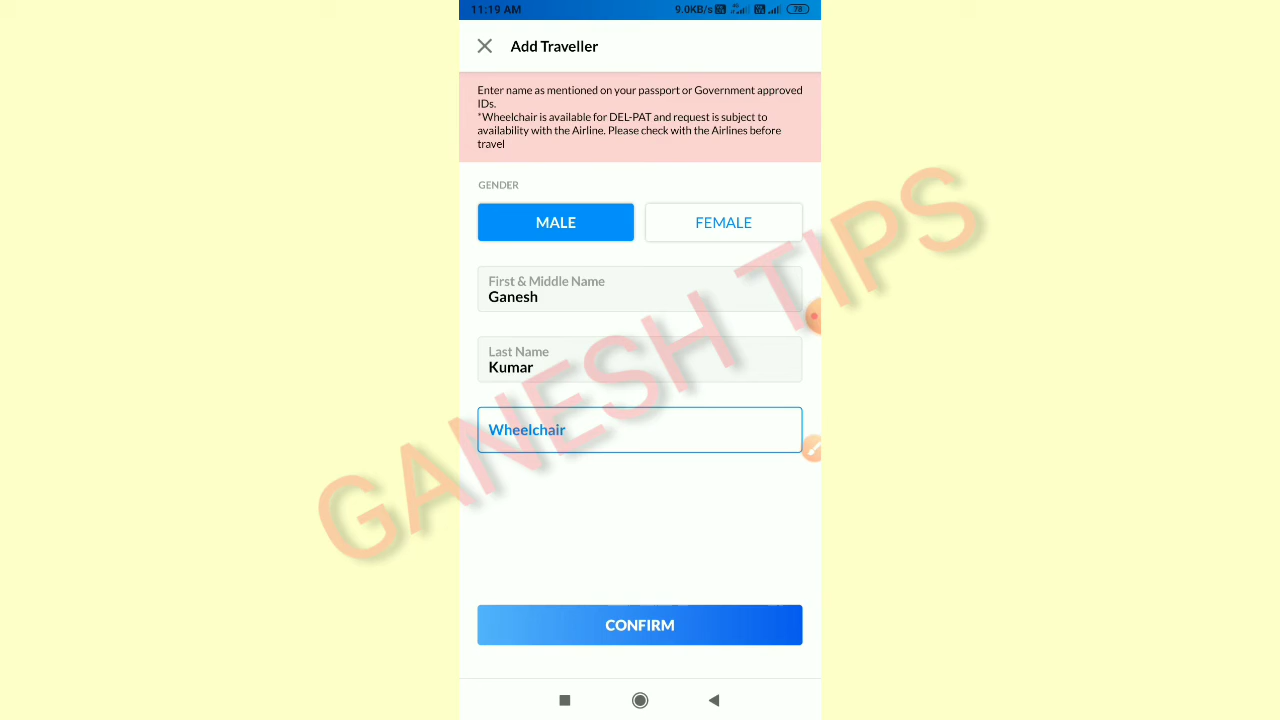 11:19 AM
9.0KB/s
78
Add Traveller
Enter name as mentioned on your passport or Government approved
IDs.
*Wheelchair is available for DEL-PAT and request is subject to
availability with the Airline. Please check with the Airlines before
travel
GENDER
MALE
FEMALE
First & Middle Name
Ganesh
Last Name
Kumar
Wheelchair
CONFIRM
GANESH TIPS